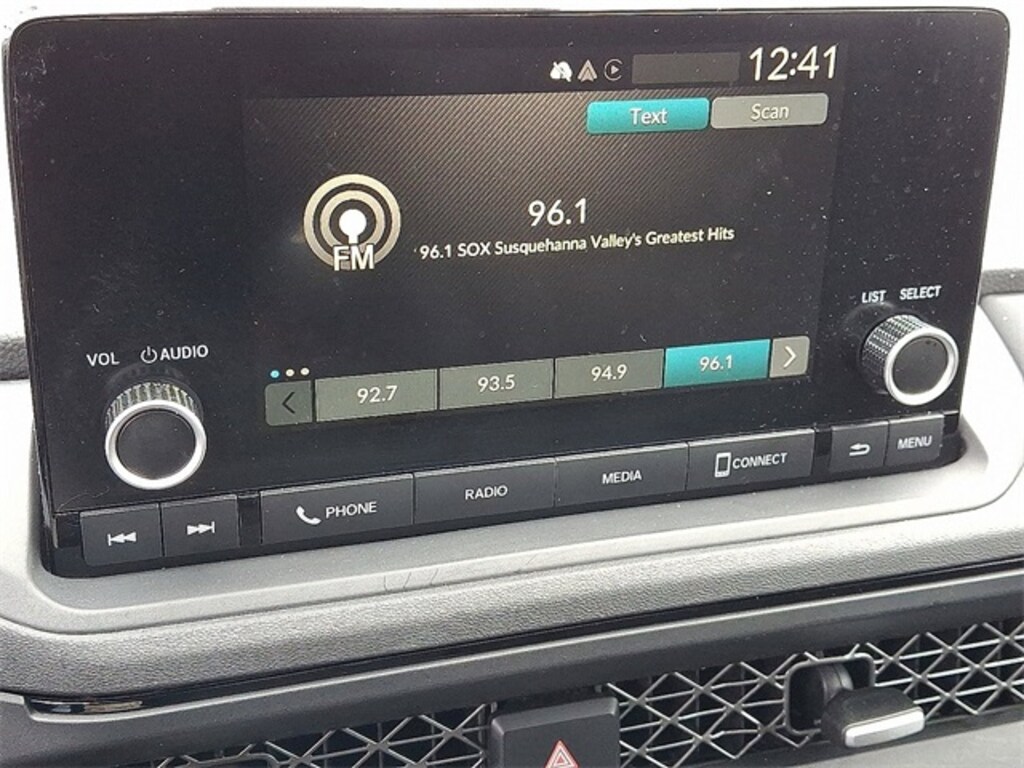 12:41
Text
Scan
FM
96.1
96.1 SOX Susquehanna Valley's Greatest Hits
LIST SELECT
VOL AUDIO
92.7
93.5
94.9
96.1
PHONE
RADIO
MEDIA
CONNECT
MENU